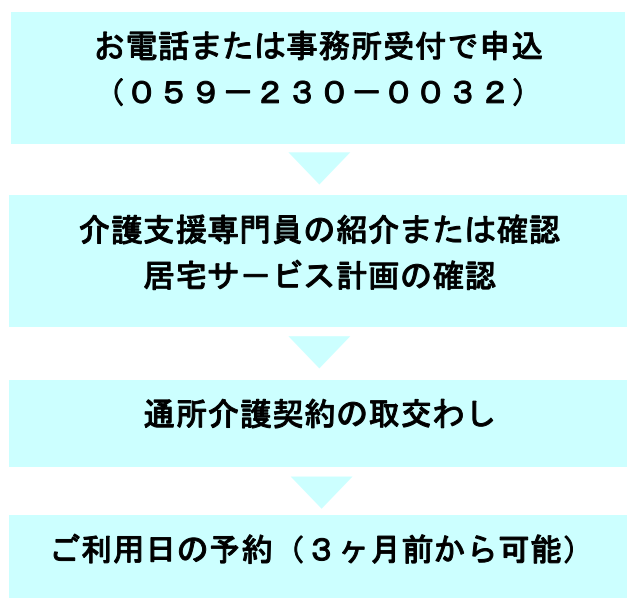 お電話または事務所受付で申込
（０５９－２３０－００３２）
介護支援専門員の紹介または確認
居宅サービス計画の確認
通所介護契約の取交わし
ご利用日の予約（３ヶ月前から可能）